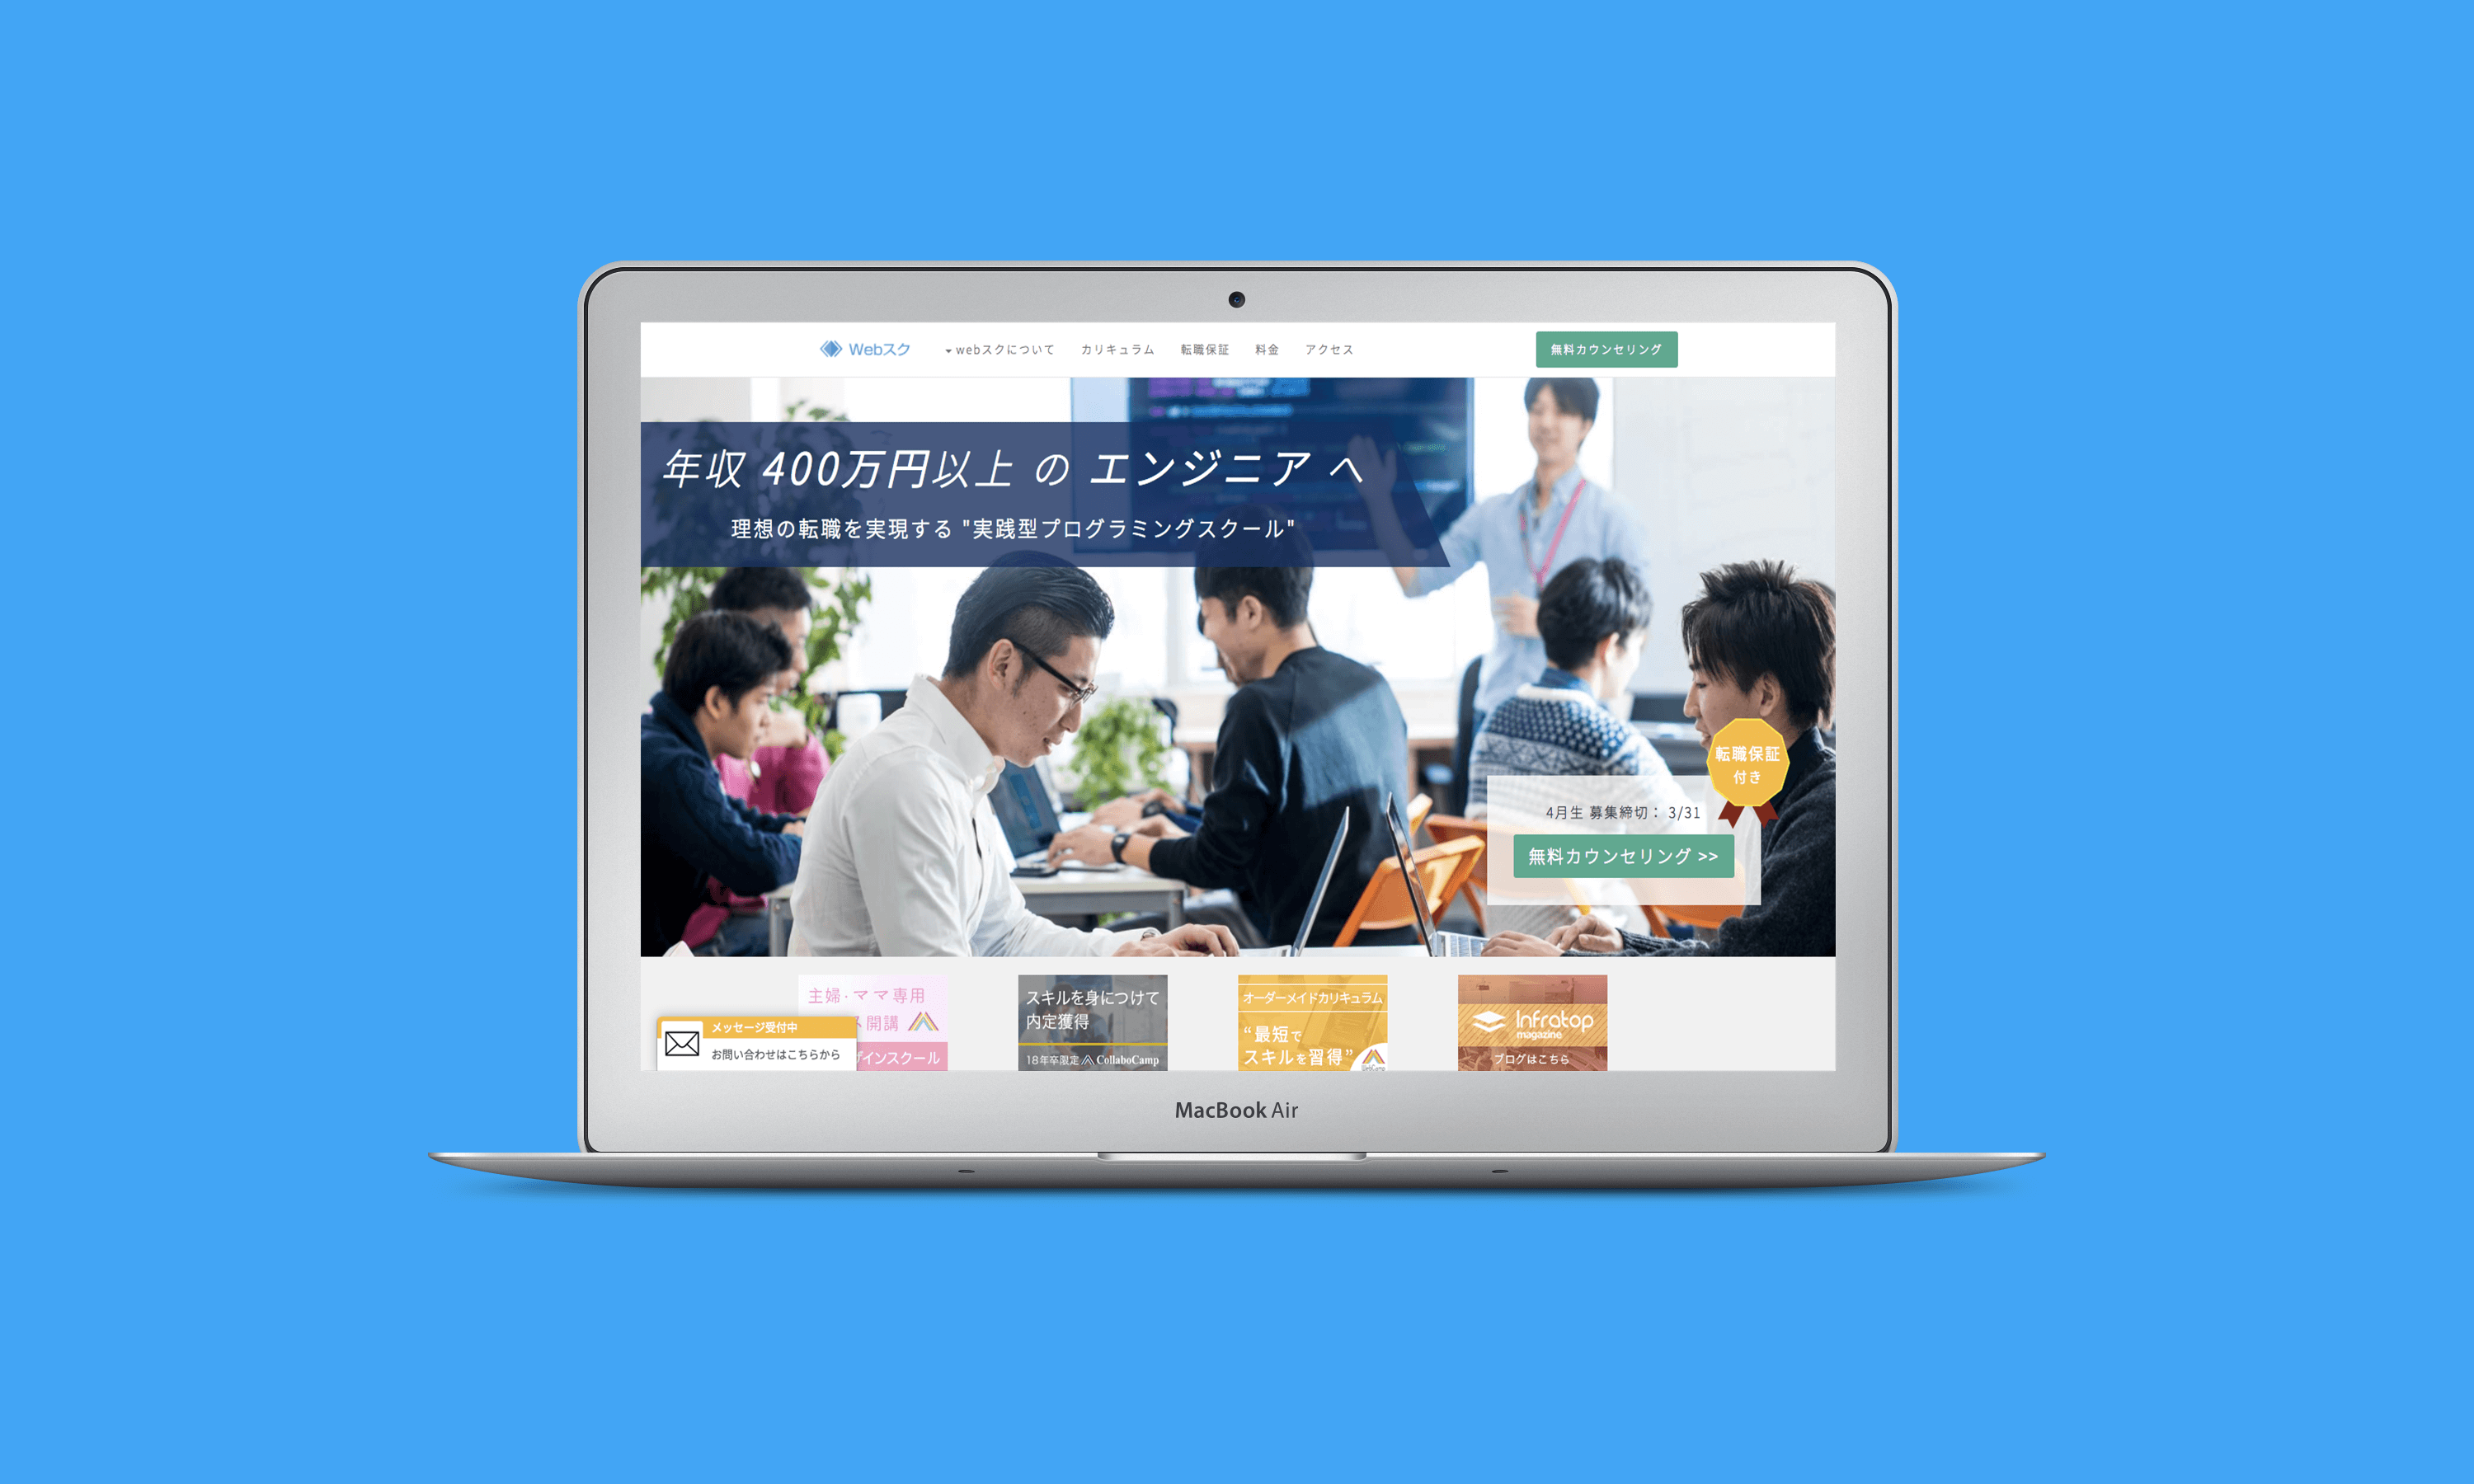 Webスク
webスクについて
カリキュラム
転職保証
料金
アクセス
無料カウンセリング
年収 400万円以上 の エンジニア へ
理想の転職を実現する "実践型プログラミングスクール"
転職保証
付き
4月生 募集締切： 3/31
無料カウンセリング >>
主婦・ママ専用
開講
インスクール
メッセージ受付中
お問い合わせはこちらから
スキルを身につけて
内定獲得
18年卒限定 CollaboCamp
オーダーメイドカリキュラム
“最短で
スキルを習得”
Infratop
magazine
ブログはこちら
MacBook Air